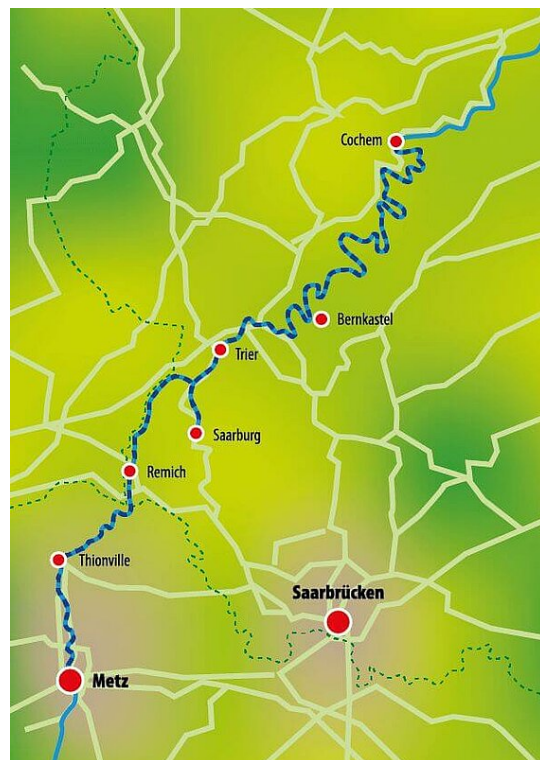 Cochem
Bernkastel
Trier
Saarburg
Remich
Thionville
Saarbrücken
Metz